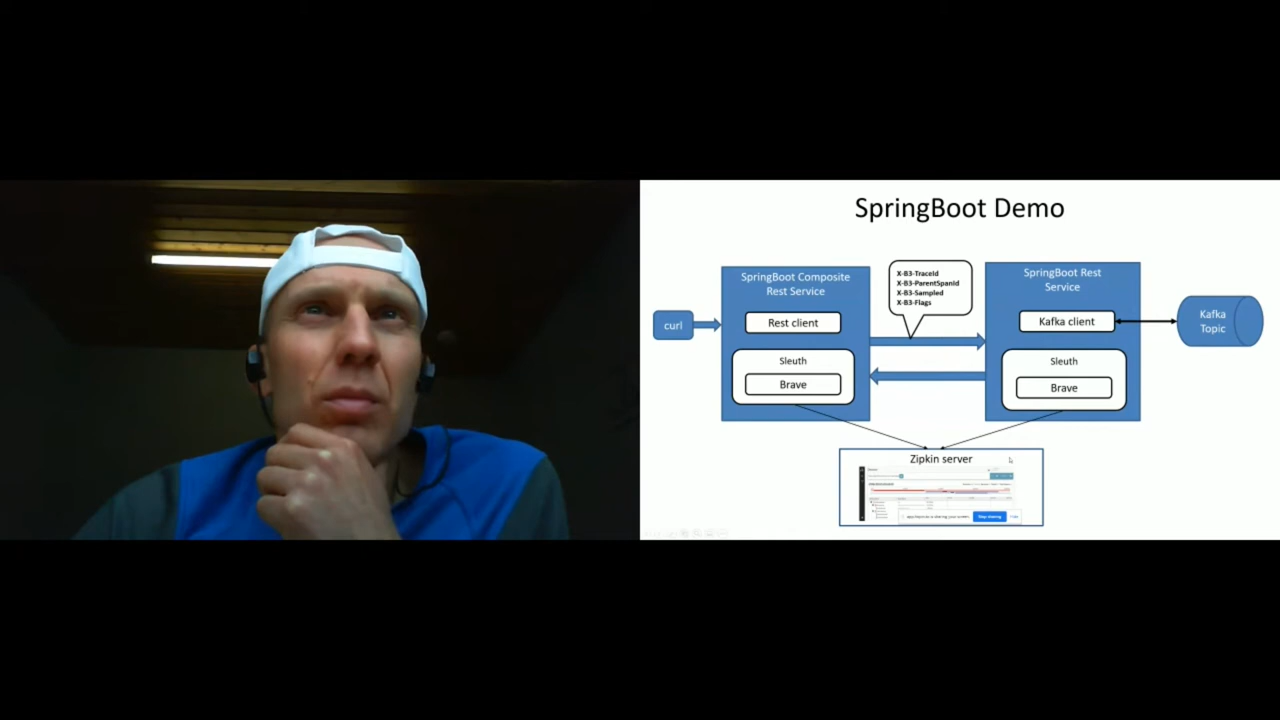 SpringBoot Demo
curl
SpringBoot Composite
Rest Service
Rest client
Sleuth
Brave
X-B3-TraceId
X-B3-ParentSpanId
X-B3-Sampled
X-B3-Flags
SpringBoot Rest
Service
Kafka client
Sleuth
Brave
Kafka
Topic
Zipkin server
Stop sharing
Hide